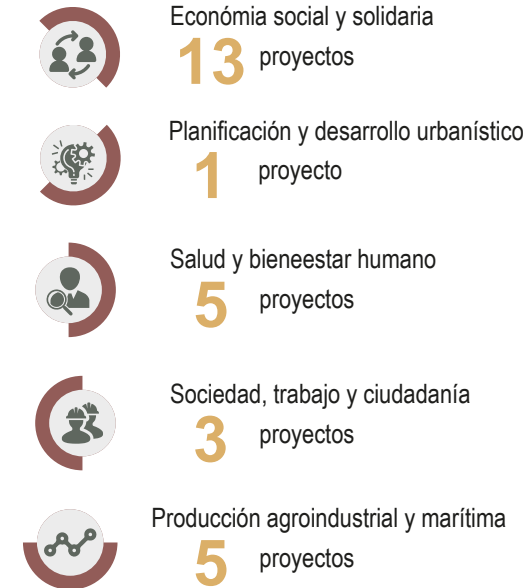 Económia social y solidaria
13 proyectos
Planificación y desarrollo urbanístico
1 proyecto
Salud y bieneestar humano
5 proyectos
Sociedad, trabajo y ciudadanía
3 proyectos
Producción agroindustrial y marítima
5 proyectos